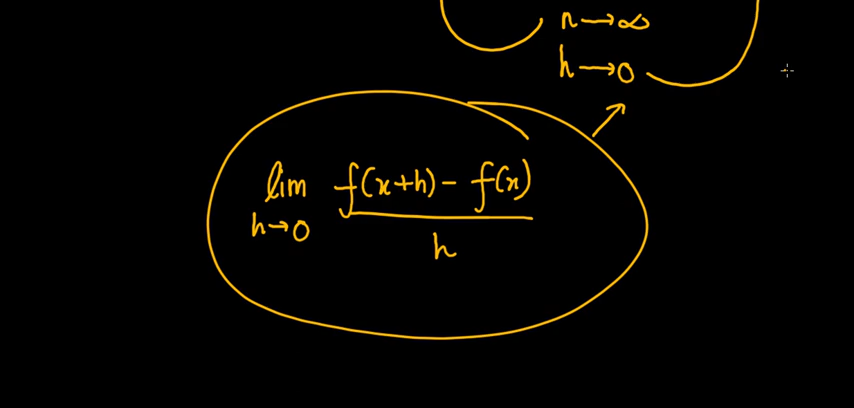 n→∞
h→0
lim f(x+h) - f(x)
h→0 h